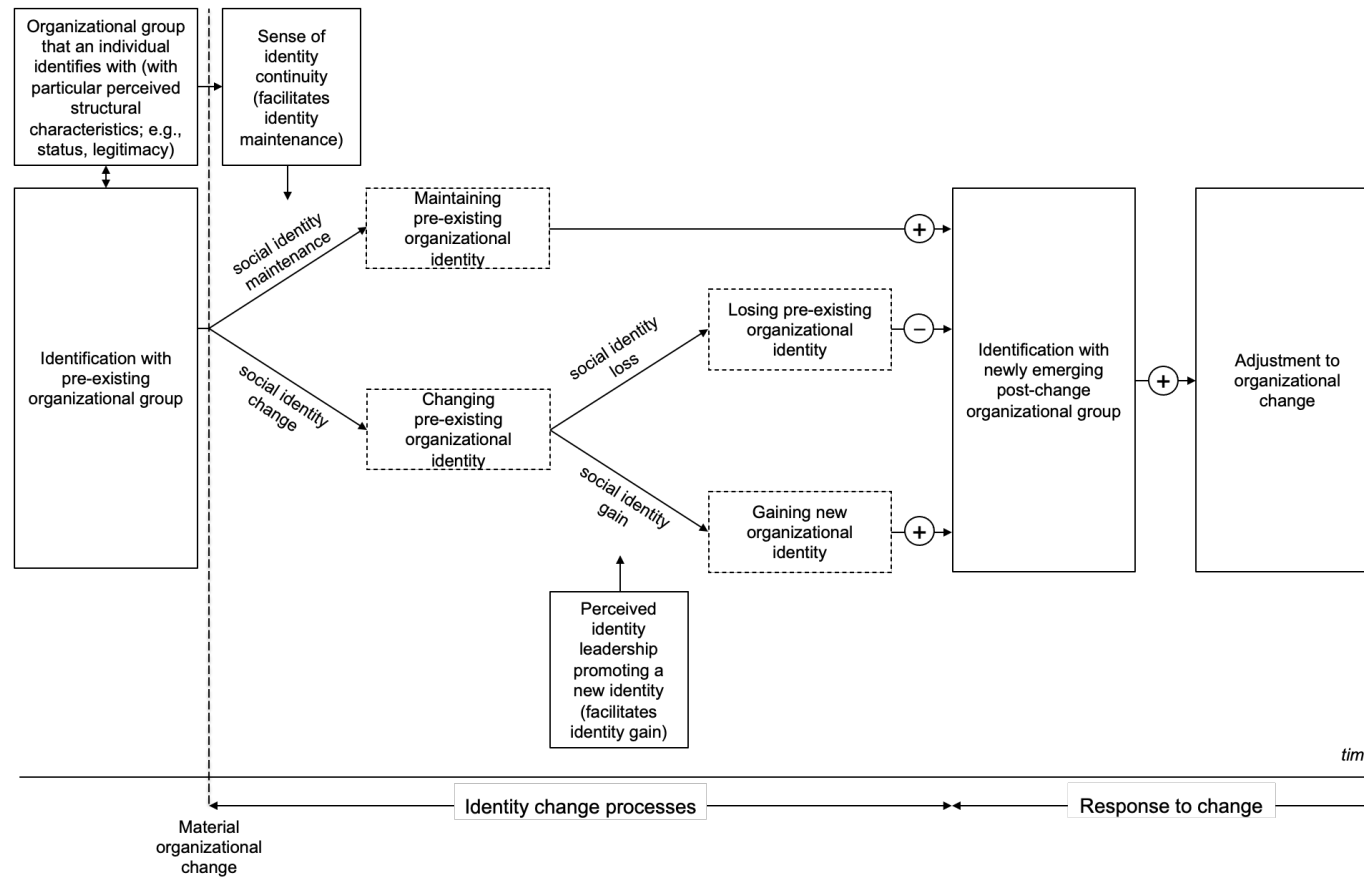 Organizational group
that an individual
identifies with (with
particular perceived
structural
characteristics; e.g.,
status, legitimacy)
Sense of
identity
continuity
(facilitates
identity
maintenance)
Identification with
pre-existing
organizational group
social identity
maintenance
Maintaining
pre-existing
organizational
identity
+
social identity
change
Changing
pre-existing
organizational
identity
social identity
loss
Losing pre-existing
organizational
identity
−
social identity
gain
Gaining new
organizational
identity
+
Perceived
identity
leadership
promoting a
new identity
(facilitates
identity gain)
Identification with
newly emerging
post-change
organizational group
+
Adjustment to
organizational
change
tim
Identity change processes
Response to change
Material
organizational
change